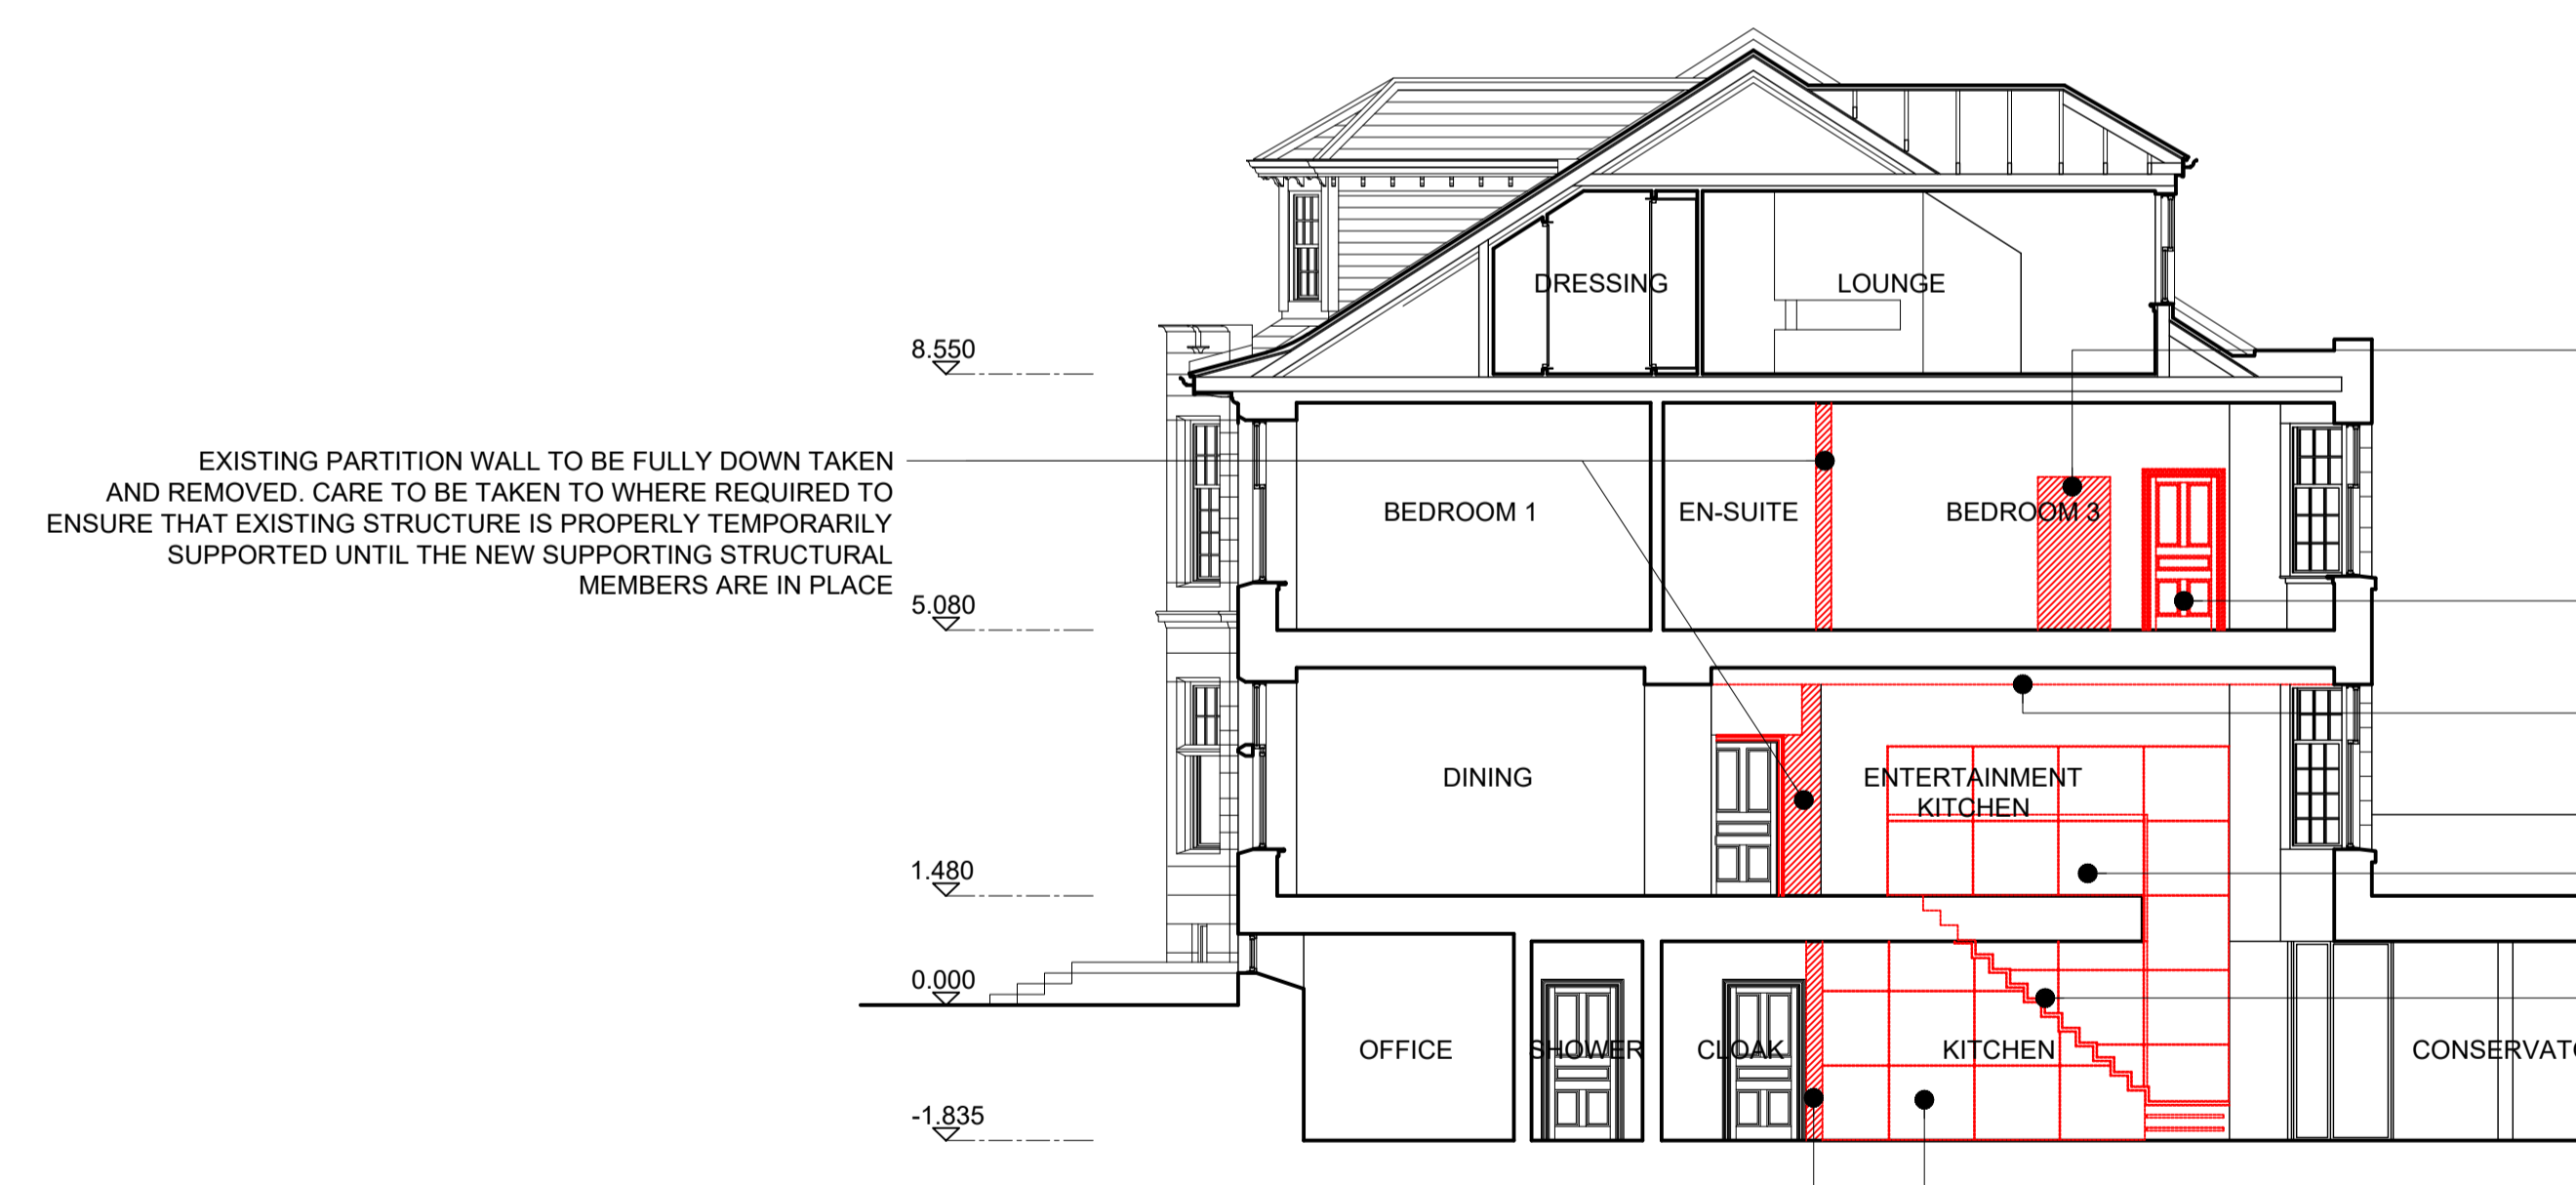 DRESSING
LOUNGE
8.550
EXISTING PARTITION WALL TO BE FULLY DOWN TAKEN
AND REMOVED. CARE TO BE TAKEN TO WHERE REQUIRED TO
ENSURE THAT EXISTING STRUCTURE IS PROPERLY TEMPORARILY
SUPPORTED UNTIL THE NEW SUPPORTING STRUCTURAL
MEMBERS ARE IN PLACE
BEDROOM 1
EN-SUITE
BEDROOM 3
5.080
DINING
ENTERTAINMENT
KITCHEN
1.480
0.000
OFFICE
SHOWER
CLOAK
KITCHEN
CONSERVAT
-1.835